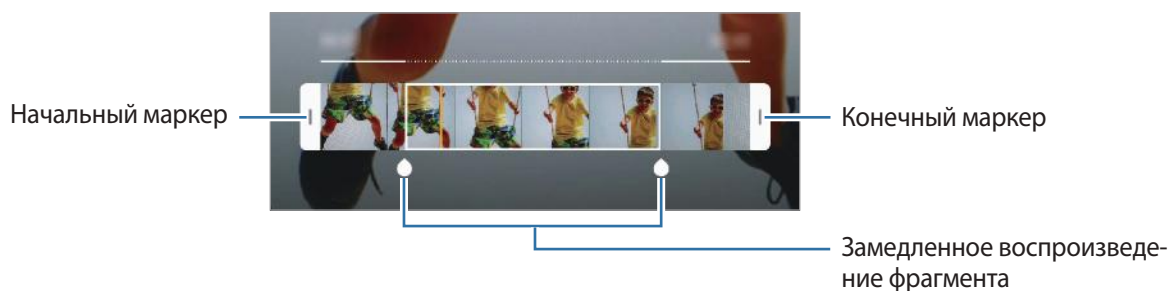 Начальный маркер
Конечный маркер
Замедленное воспроизведе-
ние фрагмента